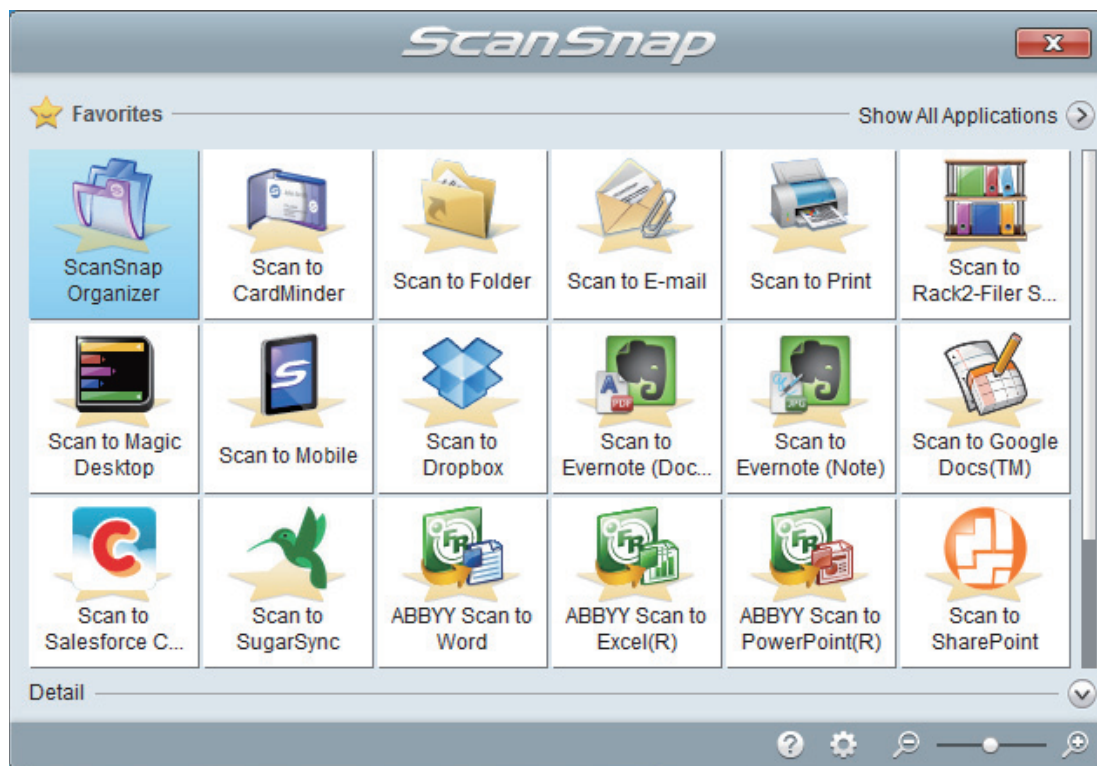 ScanSnap
Favorites
Show All Applications
ScanSnap
Organizer
Scan to
CardMinder
Scan to Folder
Scan to E-mail
Scan to Print
Scan to
Rack2-Filer S...
Scan to Magic
Desktop
Scan to Mobile
Scan to
Dropbox
Scan to
Evernote (Doc...
Scan to
Evernote (Note)
Scan to Google
Docs(TM)
Scan to
Salesforce C...
Scan to
SugarSync
ABBYY Scan to
Word
ABBYY Scan to
Excel(R)
ABBYY Scan to
PowerPoint(R)
Scan to
SharePoint
Detail